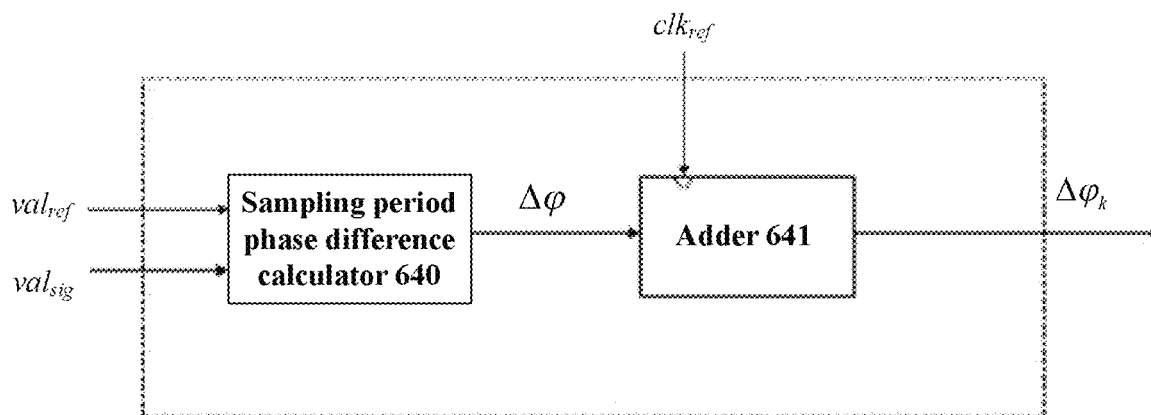 clk_ref
val_ref
val_sig
Sampling period
phase difference
calculator 640
Δφ
Adder 641
Δφ_k